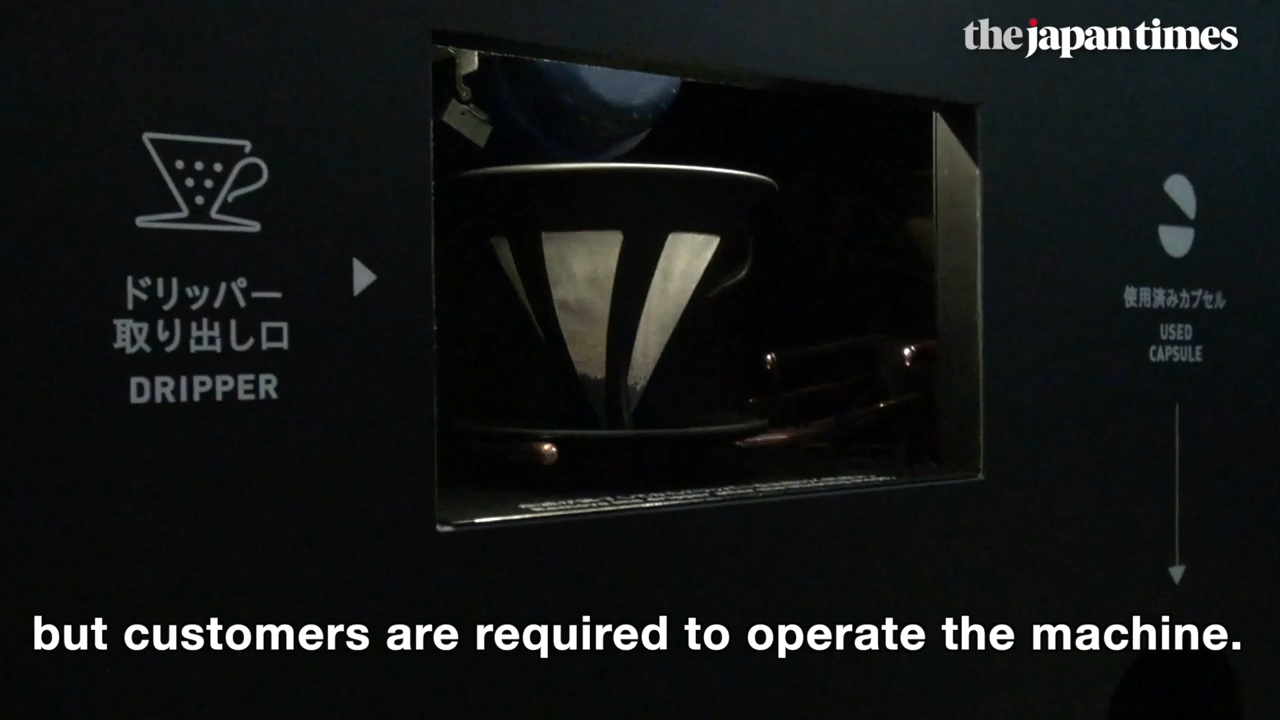 the japan times
ドリッパー
取り出し口
DRIPPER
使用済みカプセル
USED
CAPSULE
but customers are required to operate the machine.